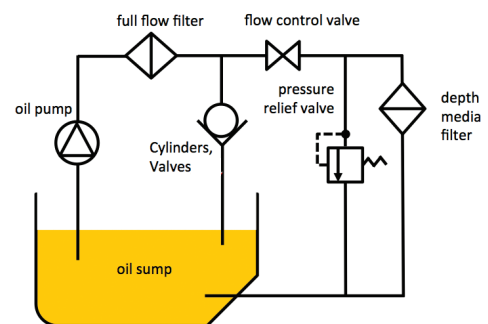 full flow filter
flow control valve
oil pump
pressure
relief valve
depth
media
filter
Cylinders,
Valves
oil sump